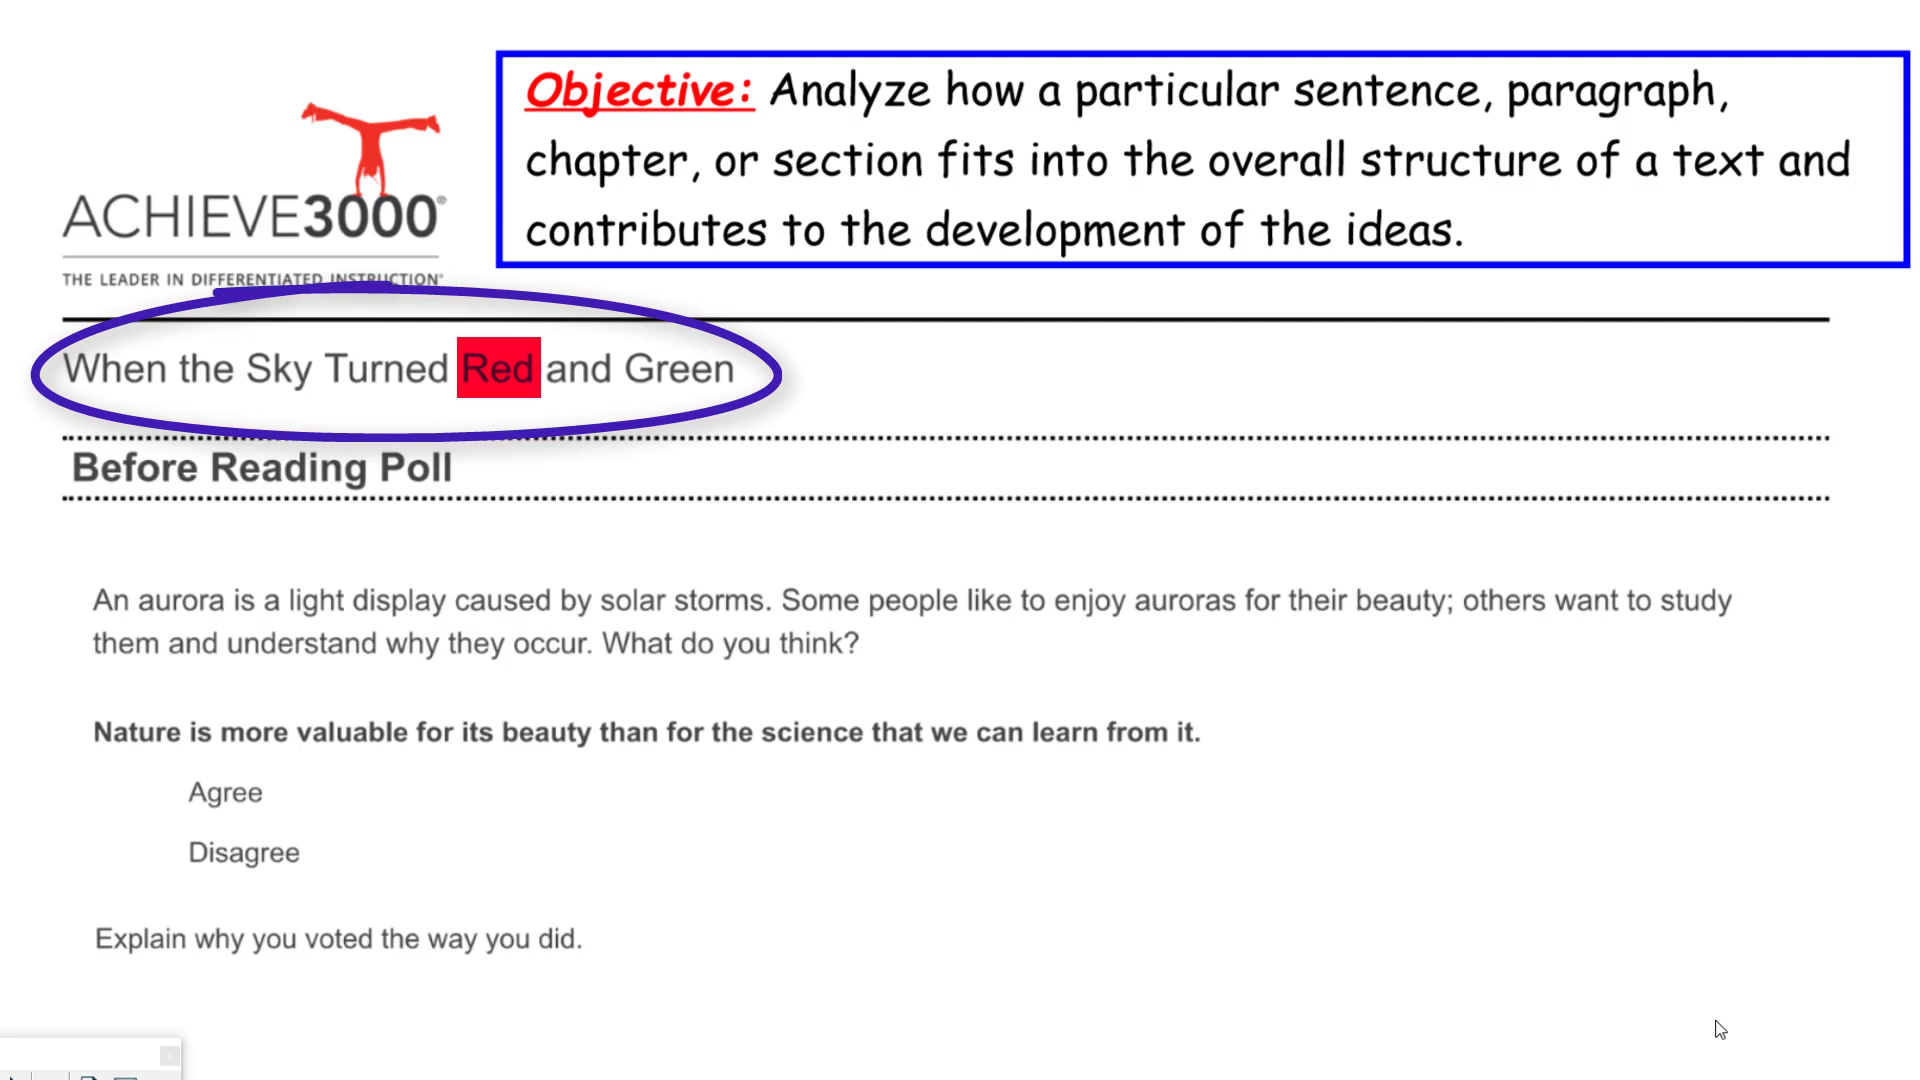 Objective: Analyze how a particular sentence, paragraph,
chapter, or section fits into the overall structure of a text and
contributes to the development of the ideas.
ACHIEVE3000®
THE LEADER IN DIFFERENTIATED INSTRUCTION®
When the Sky Turned Red and Green
Before Reading Poll
An aurora is a light display caused by solar storms. Some people like to enjoy auroras for their beauty; others want to study
them and understand why they occur. What do you think?
Nature is more valuable for its beauty than for the science that we can learn from it.
Agree
Disagree
Explain why you voted the way you did.